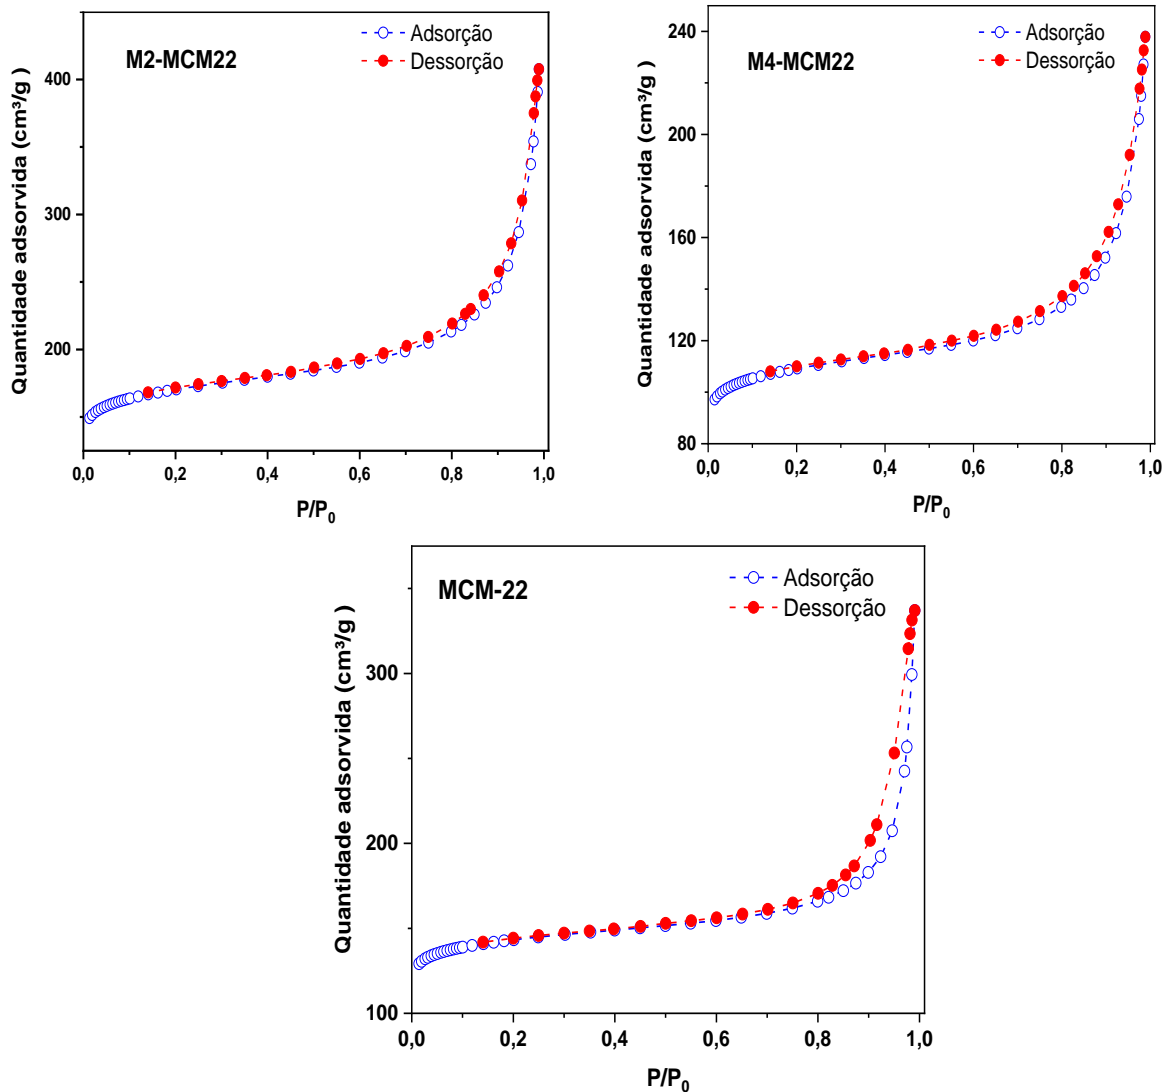 M2-MCM22
Adsorção
Dessorção
Quantidade adsorvida (cm³/g )
400
300
200
0,0 0,2 0,4 0,6 0,8 1,0
P/P₀
M4-MCM22
Adsorção
Dessorção
Quantidade adsorvida (cm³/g )
240
200
160
120
80
0,0 0,2 0,4 0,6 0,8 1,0
P/P₀
MCM-22
Adsorção
Dessorção
Quantidade adsorvida (cm³/g )
300
200
100
0,0 0,2 0,4 0,6 0,8 1,0
P/P₀